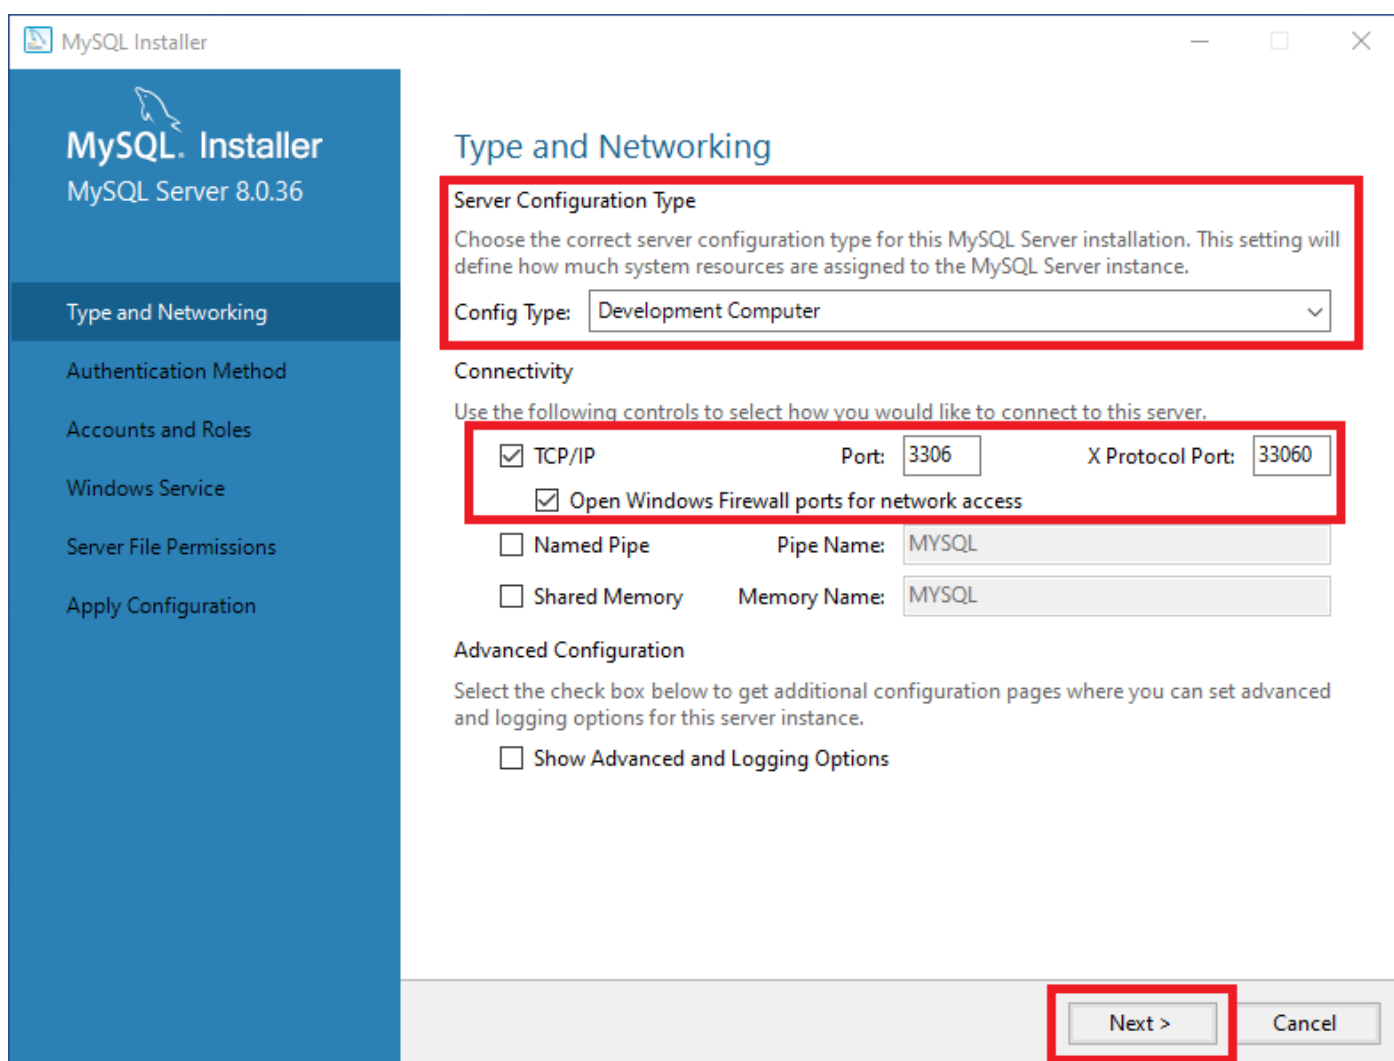 MySQL Installer
MySQL. Installer
MySQL Server 8.0.36
Type and Networking
Authentication Method
Accounts and Roles
Windows Service
Server File Permissions
Apply Configuration
Type and Networking
Server Configuration Type
Choose the correct server configuration type for this MySQL Server installation. This setting will
define how much system resources are assigned to the MySQL Server instance.
Config Type: Development Computer
Connectivity
Use the following controls to select how you would like to connect to this server.
TCP/IP Port: 3306 X Protocol Port: 33060
Open Windows Firewall ports for network access
Named Pipe Pipe Name: MYSQL
Shared Memory Memory Name: MYSQL
Advanced Configuration
Select the check box below to get additional configuration pages where you can set advanced
and logging options for this server instance.
Show Advanced and Logging Options
Next > Cancel